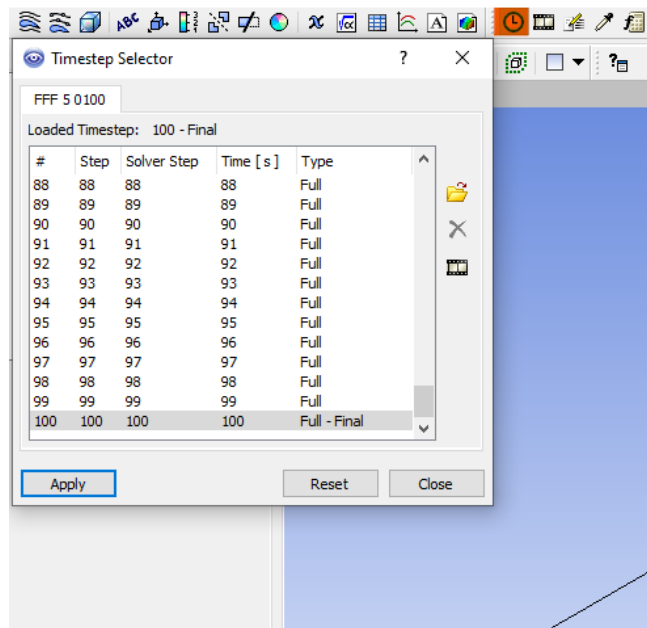 ABC
Timestep Selector ? X
FFF 5 0100
Loaded Timestep: 100 - Final
# Step Solver Step Time [ s ] Type
88 88 88 88 Full
89 89 89 89 Full
90 90 90 90 Full
91 91 91 91 Full
92 92 92 92 Full
93 93 93 93 Full
94 94 94 94 Full
95 95 95 95 Full
96 96 96 96 Full
97 97 97 97 Full
98 98 98 98 Full
99 99 99 99 Full
100 100 100 100 Full - Final
Apply Reset Close